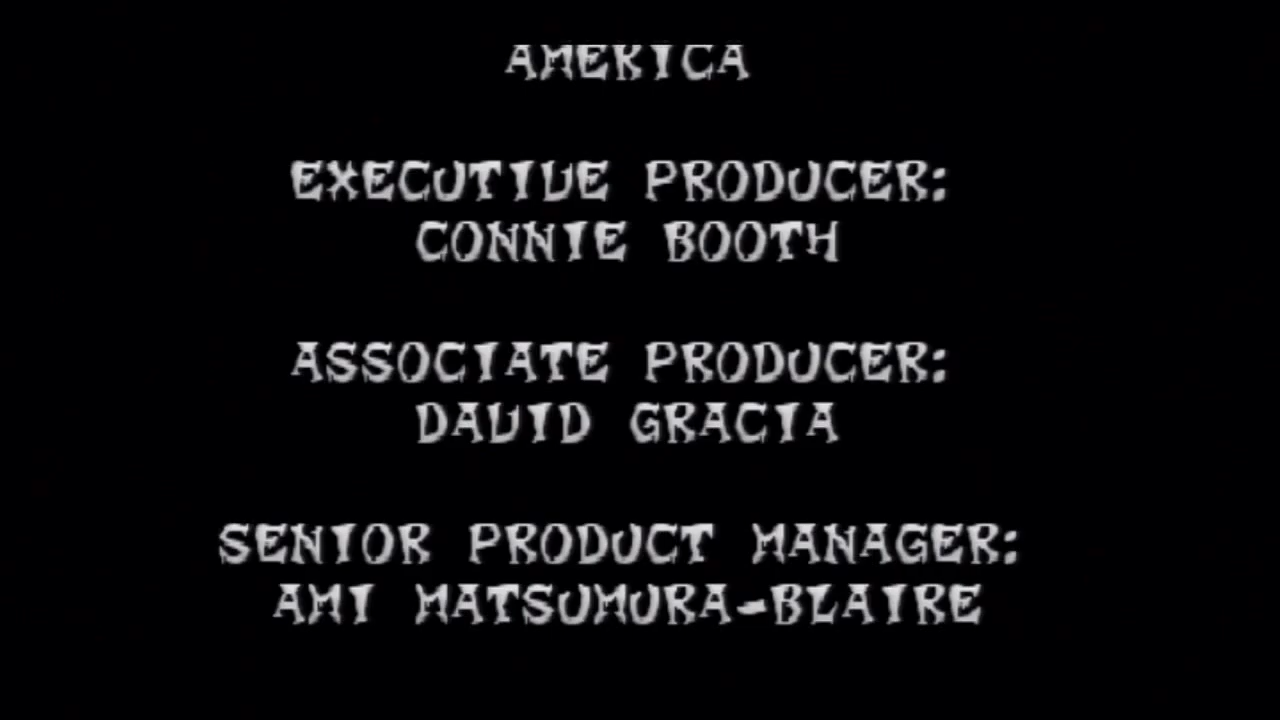 AMERICA
EXECUTIVE PRODUCER:
CONNIE BOOTH
ASSOCIATE PRODUCER:
DAVID GRACIA
SENIOR PRODUCT MANAGER:
AMI MATSUMURA-BLAIRE